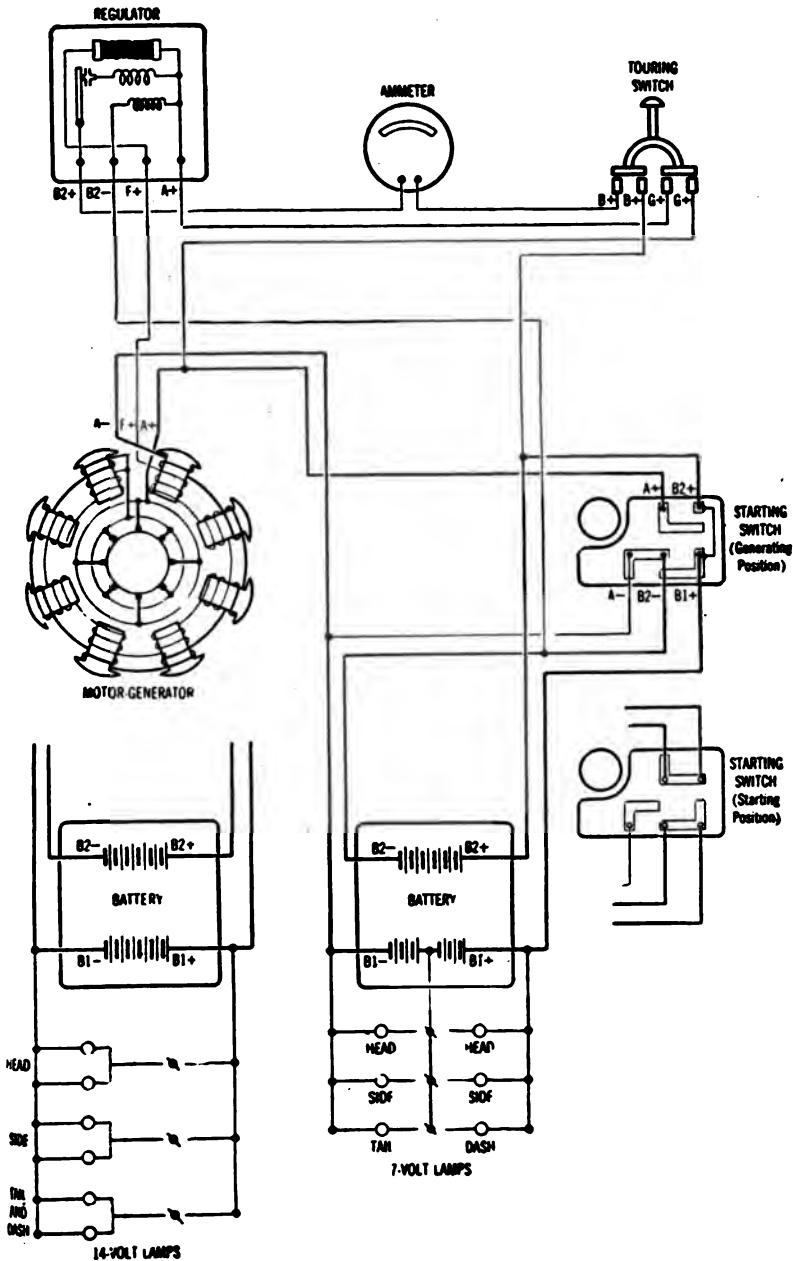 REGULATOR
AMMETER
TOURING
SWITCH
B2+ B2- F+ A+
B+ B+ G+ G+
A- F+ A+
A+ B2+
STARTING
SWITCH
(Generating
Position)
A- B2- B1+
MOTOR-GENERATOR
STARTING
SWITCH
(Starting
Position)
B2- B2+
BATTERY
B1- B1+
B2- B2+
BATTERY
B1- B1+
HEAD
SIDE
TAIL
AND
DASH
14-VOLT LAMPS
HEAD HEAD
SIDE SIDE
TAIL DASH
7-VOLT LAMPS